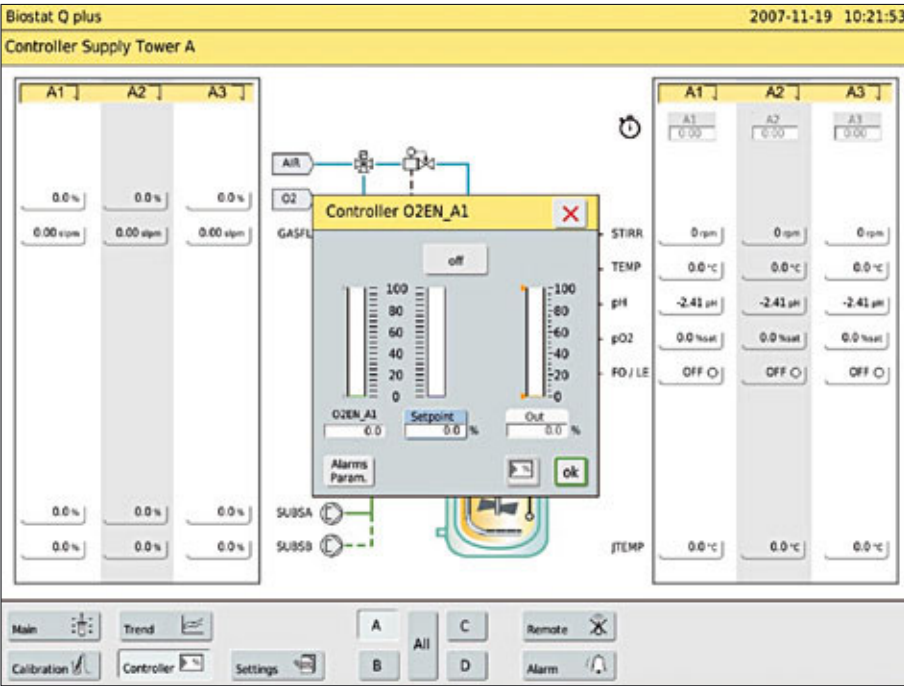 Biostat Q plus 2007-11-19 10:21:53
Controller Supply Tower A
A1 A2 A3 A1 A2 A3
A1 A2 A3
0.00 0.00 0.00
AIR
0.0 % 0.0 % 0.0 % O2
Controller O2EN_A1
0.00 slpm 0.00 slpm 0.00 slpm GASFL STIRR 0 rpm 0 rpm 0 rpm
off
TEMP 0.0 °C 0.0 °C 0.0 °C
100 100
pH -2.41 pH -2.41 pH -2.41 pH
80 80
60 60
pO2 0.0 %sat 0.0 %sat 0.0 %sat
40 40
20 20
FO / LE OFF OFF OFF
0 0
O2EN_A1 Setpoint Out
0.0 0.0 % 0.0 %
Alarms
Param.
ok
0.0 % 0.0 % 0.0 % SUBSA
0.0 % 0.0 % 0.0 % SUBSB JTEMP 0.0 °C 0.0 °C 0.0 °C
Main Trend A C Remote
All
Calibration Controller Settings B D Alarm